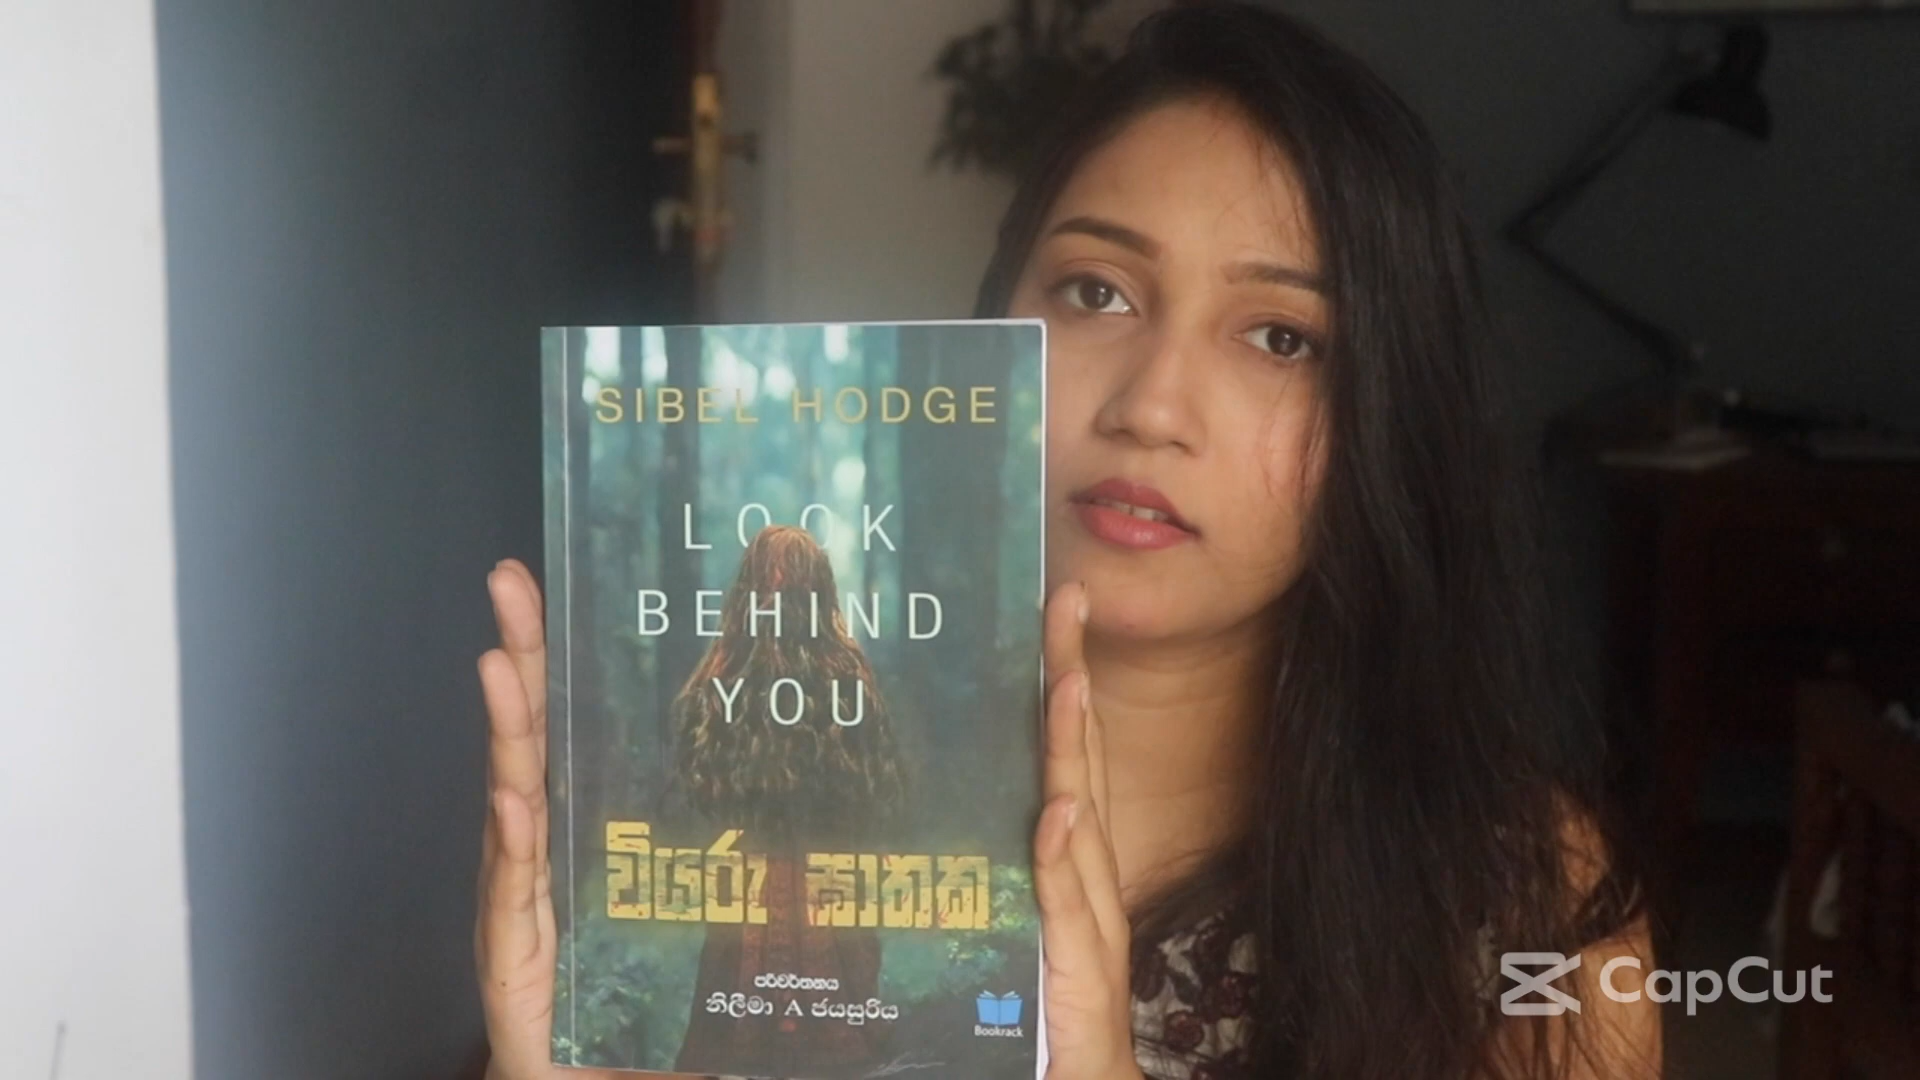 SIBEL HODGE
LOOK
BEHIND
YOU
වියරු ඝාතක
පරිවර්තනය
නිලීමා A ජයසූරිය
Bookrack
CapCut